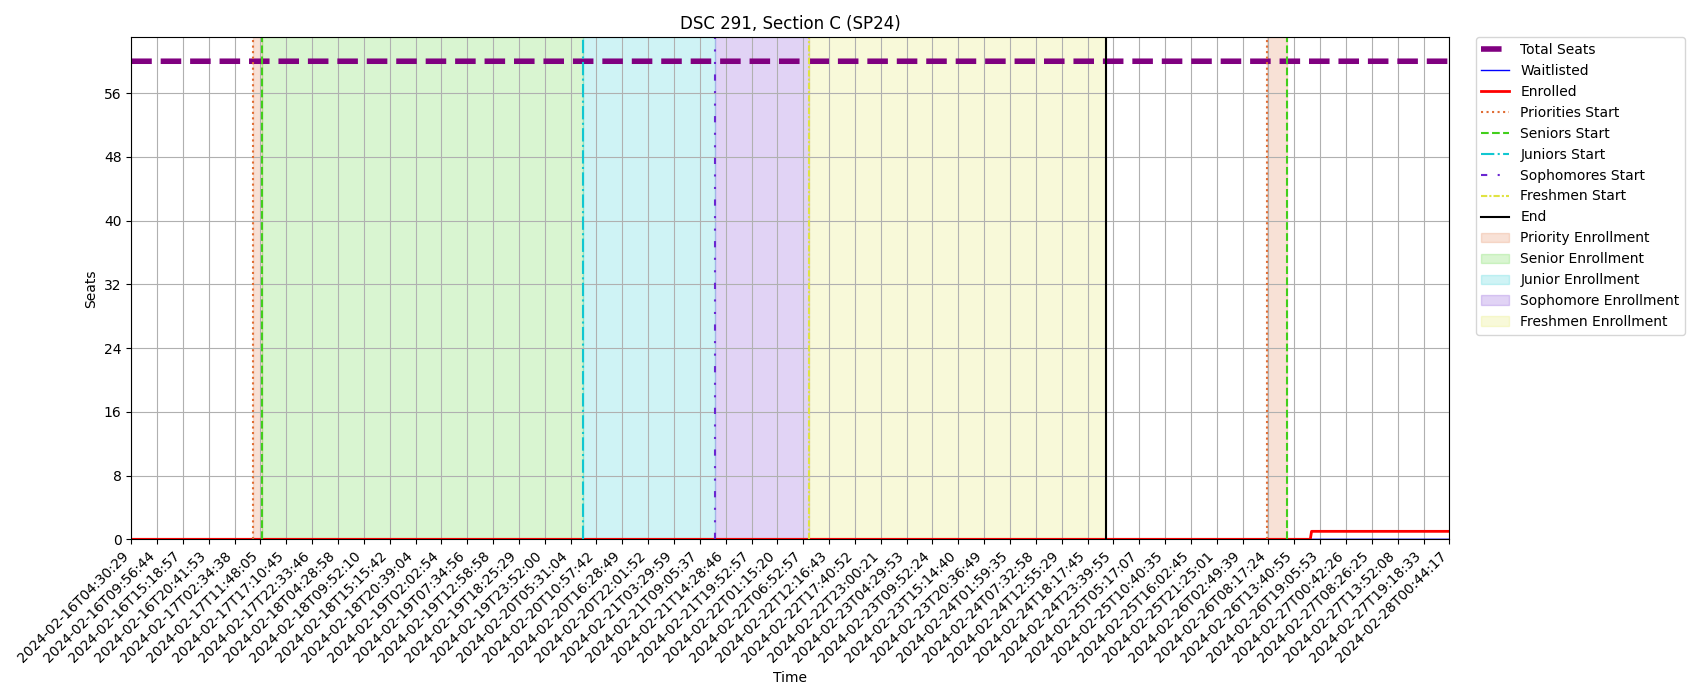 DSC 291, Section C (SP24)
Seats
56
48
40
32
24
16
8
0
2024-02-16T04:30:29
2024-02-16T09:56:44
2024-02-16T15:18:57
2024-02-16T20:41:53
2024-02-17T02:34:38
2024-02-17T11:48:05
2024-02-17T17:10:45
2024-02-17T22:33:46
2024-02-18T04:28:58
2024-02-18T09:52:10
2024-02-18T15:15:42
2024-02-18T20:39:04
2024-02-19T02:02:54
2024-02-19T07:34:56
2024-02-19T12:58:58
2024-02-19T18:25:29
2024-02-19T23:52:00
2024-02-20T05:31:04
2024-02-20T10:57:42
2024-02-20T16:28:49
2024-02-20T22:01:52
2024-02-21T03:29:59
2024-02-21T09:05:37
2024-02-21T14:28:46
2024-02-21T19:52:57
2024-02-22T01:15:20
2024-02-22T06:52:57
2024-02-22T12:16:43
2024-02-22T17:40:52
2024-02-22T23:00:21
2024-02-23T04:29:53
2024-02-23T09:52:24
2024-02-23T15:14:40
2024-02-23T20:36:49
2024-02-24T01:59:35
2024-02-24T07:32:58
2024-02-24T12:55:29
2024-02-24T18:17:45
2024-02-24T23:39:55
2024-02-25T05:17:07
2024-02-25T10:40:35
2024-02-25T16:02:45
2024-02-25T21:25:01
2024-02-26T02:49:39
2024-02-26T08:17:24
2024-02-26T13:40:55
2024-02-26T19:05:53
2024-02-27T00:42:26
2024-02-27T08:26:25
2024-02-27T13:52:08
2024-02-27T19:18:33
2024-02-28T00:44:17
Time
Total Seats
Waitlisted
Enrolled
Priorities Start
Seniors Start
Juniors Start
Sophomores Start
Freshmen Start
End
Priority Enrollment
Senior Enrollment
Junior Enrollment
Sophomore Enrollment
Freshmen Enrollment